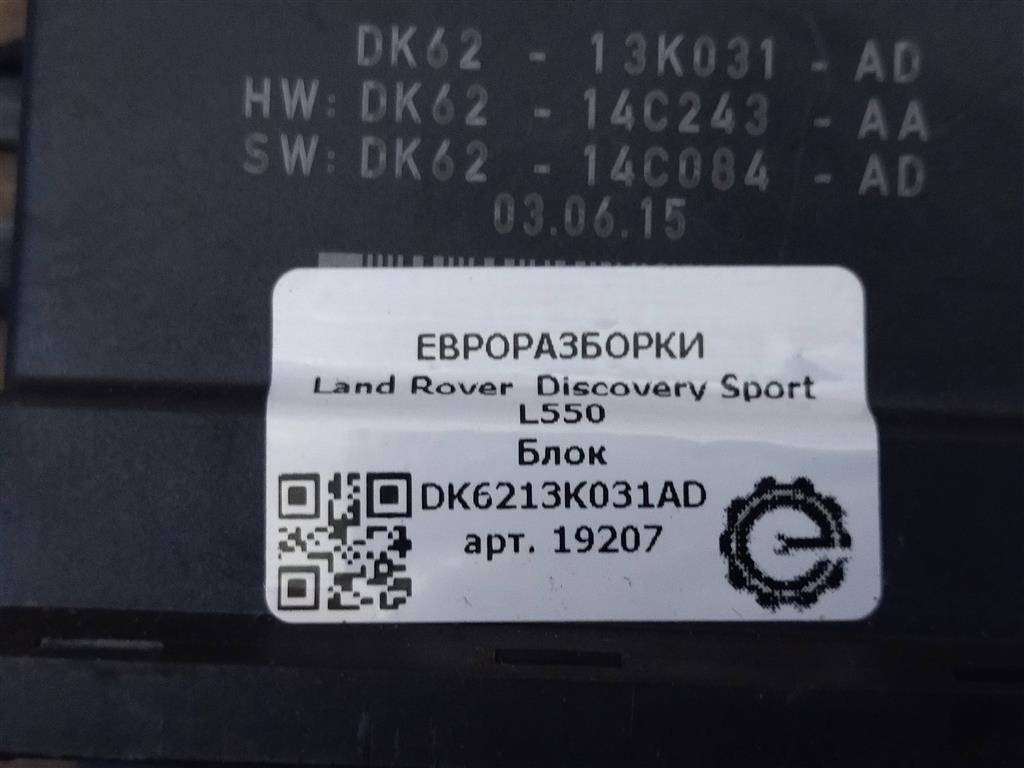 DK62 - 13K031 - AD
HW: DK62 - 14C243 - AA
SW: DK62 - 14C084 - AD
03.06.15
ЕВРОРАЗБОРКИ
Land Rover Discovery Sport
L550
Блок
DK6213K031AD
арт. 19207